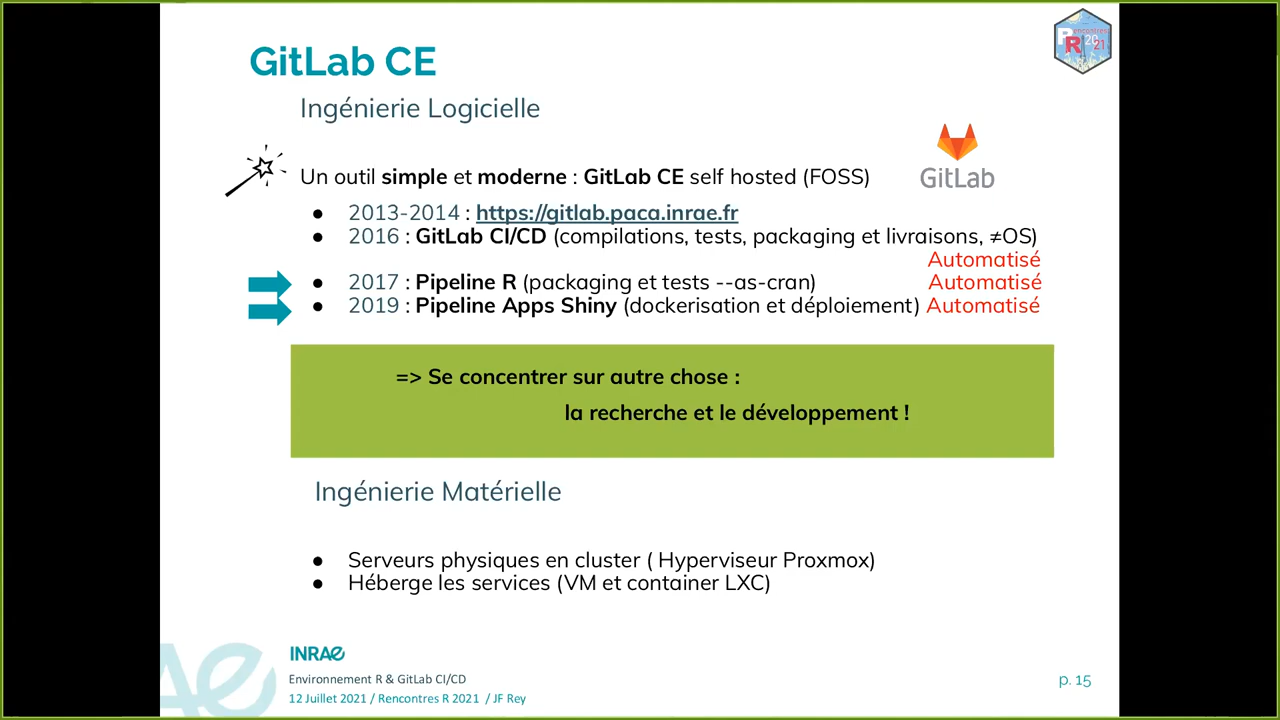 GitLab CE
Rencontres
R 20
R 21
Ingénierie Logicielle
Un outil simple et moderne : GitLab CE self hosted (FOSS)
GitLab
● 2013-2014 : https://gitlab.paca.inrae.fr
● 2016 : GitLab CI/CD (compilations, tests, packaging et livraisons, ≠OS)
Automatisé
● 2017 : Pipeline R (packaging et tests --as-cran) Automatisé
● 2019 : Pipeline Apps Shiny (dockerisation et déploiement) Automatisé
=> Se concentrer sur autre chose :
la recherche et le développement !
Ingénierie Matérielle
● Serveurs physiques en cluster ( Hyperviseur Proxmox)
● Héberge les services (VM et container LXC)
INRAE
Environnement R & GitLab CI/CD
12 Juillet 2021 / Rencontres R 2021 / JF Rey
p. 15